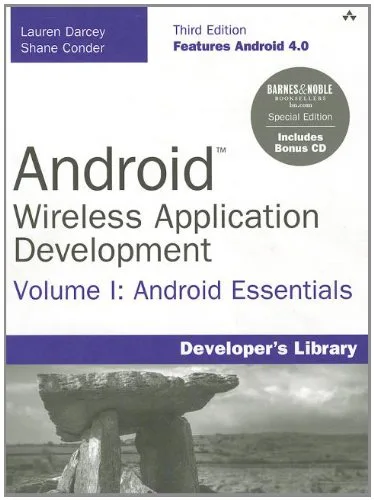 Lauren Darcey
Shane Conder
Third Edition
Features Android 4.0
BARNES&NOBLE
BOOKSELLERS
bn.com
Special Edition
Includes
Bonus CD
Android™
Wireless Application
Development
Volume I: Android Essentials
Developer's Library